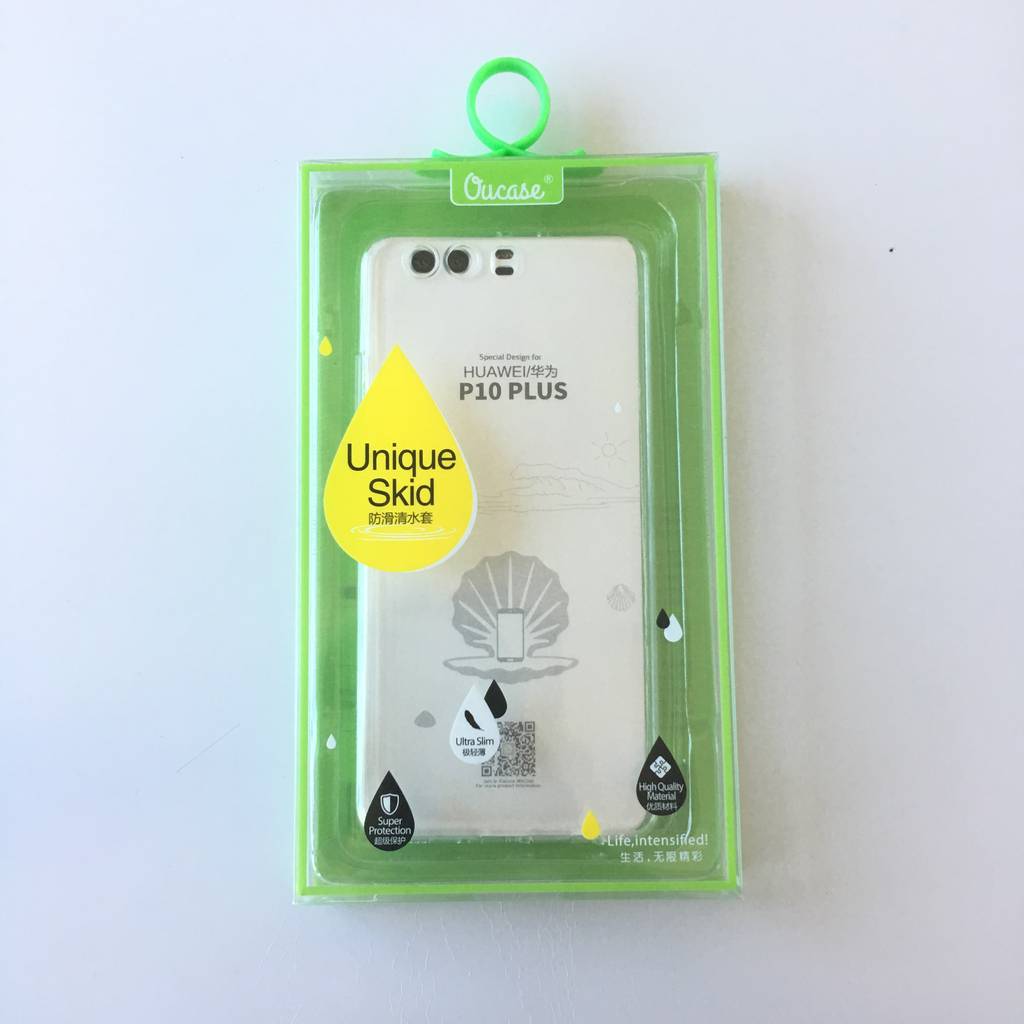 Oucase®
Special Design for
HUAWEI/华为
P10 PLUS
Unique
Skid
防滑清水套
Ultra Slim
极轻薄
Super
Protection
超级保护
High Quality
Material
优质材料
Life,intensified!
生活,无限精彩